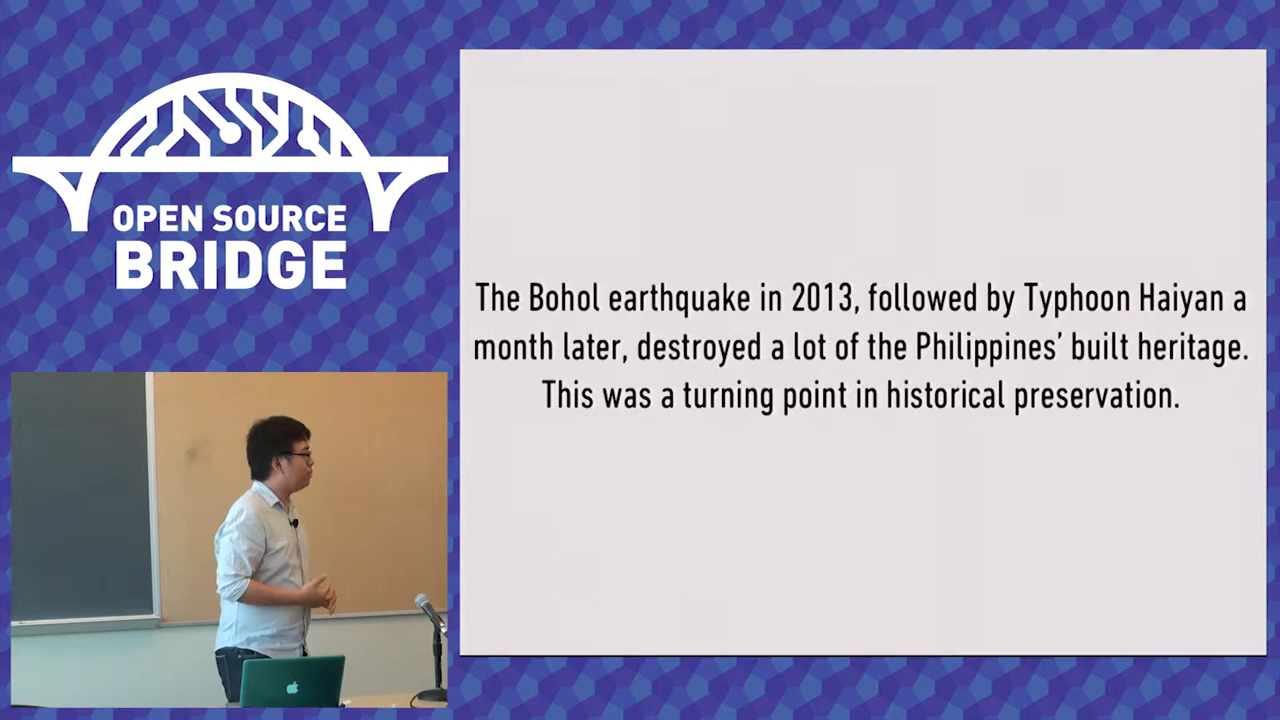 OPEN SOURCE
BRIDGE
The Bohol earthquake in 2013, followed by Typhoon Haiyan a
month later, destroyed a lot of the Philippines’ built heritage.
This was a turning point in historical preservation.